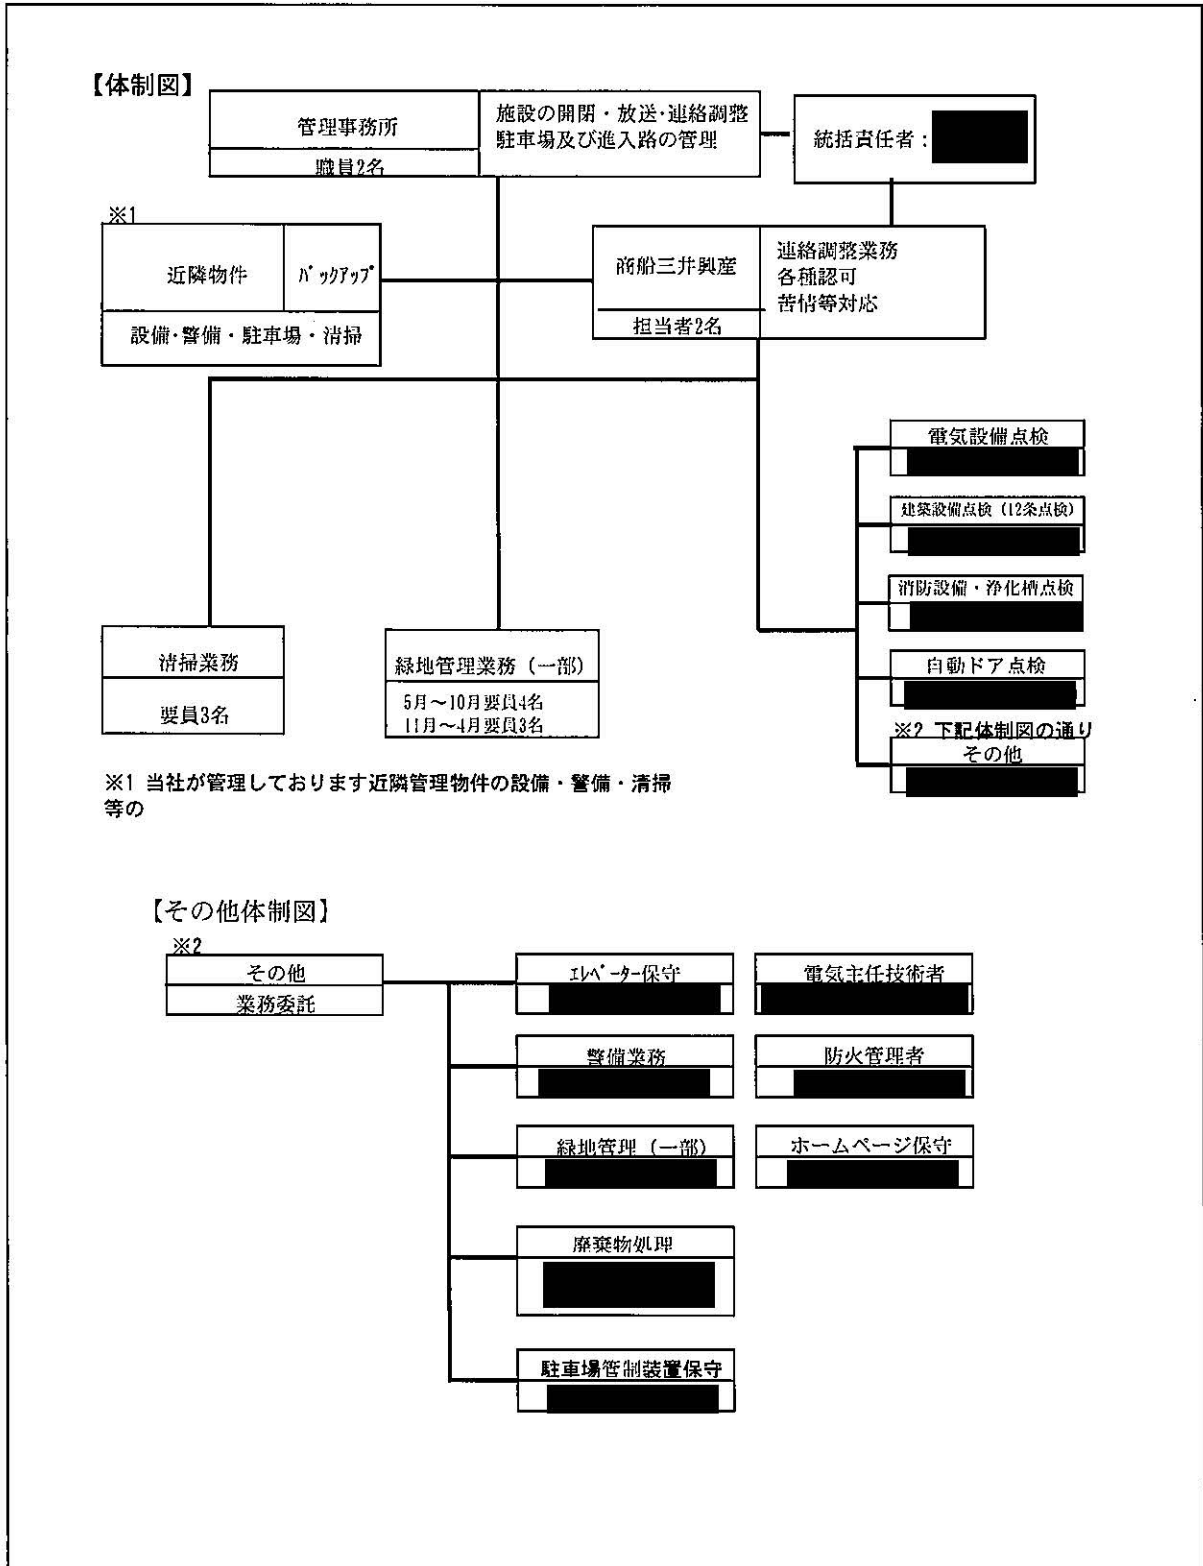 【体制図】
管理事務所
職員2名
施設の開閉・放送・連絡調整
駐車場及び進入路の管理
統括責任者：
※1
近隣物件
ﾊﾞｯｸｱｯﾌﾟ
設備・警備・駐車場・清掃
商船三井興産
担当者2名
連絡調整業務
各種認可
苦情等対応
電気設備点検
建築設備点検（12条点検）
消防設備・浄化槽点検
自動ドア点検
※2 下記体制図の通り
その他
清掃業務
要員3名
緑地管理業務（一部）
5月～10月要員4名
11月～4月要員3名
※1 当社が管理しております近隣管理物件の設備・警備・清掃
等の
【その他体制図】
※2
その他
業務委託
ｴﾚﾍﾞｰﾀｰ保守
電気主任技術者
警備業務
防火管理者
緑地管理（一部）
ホームページ保守
廃棄物処理
駐車場管制装置保守